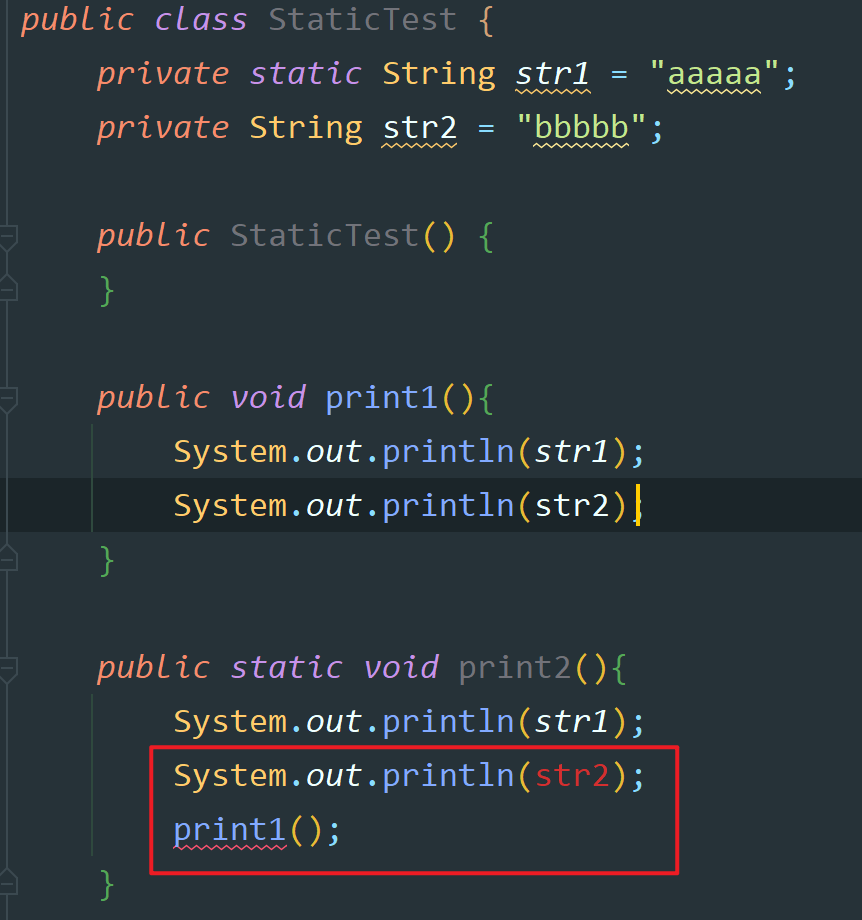 public class StaticTest {
private static String str1 = "aaaaa";
private String str2 = "bbbbb";
public StaticTest() {
}
public void print1(){
System.out.println(str1);
System.out.println(str2);
}
public static void print2(){
System.out.println(str1);
System.out.println(str2);
print1();
}